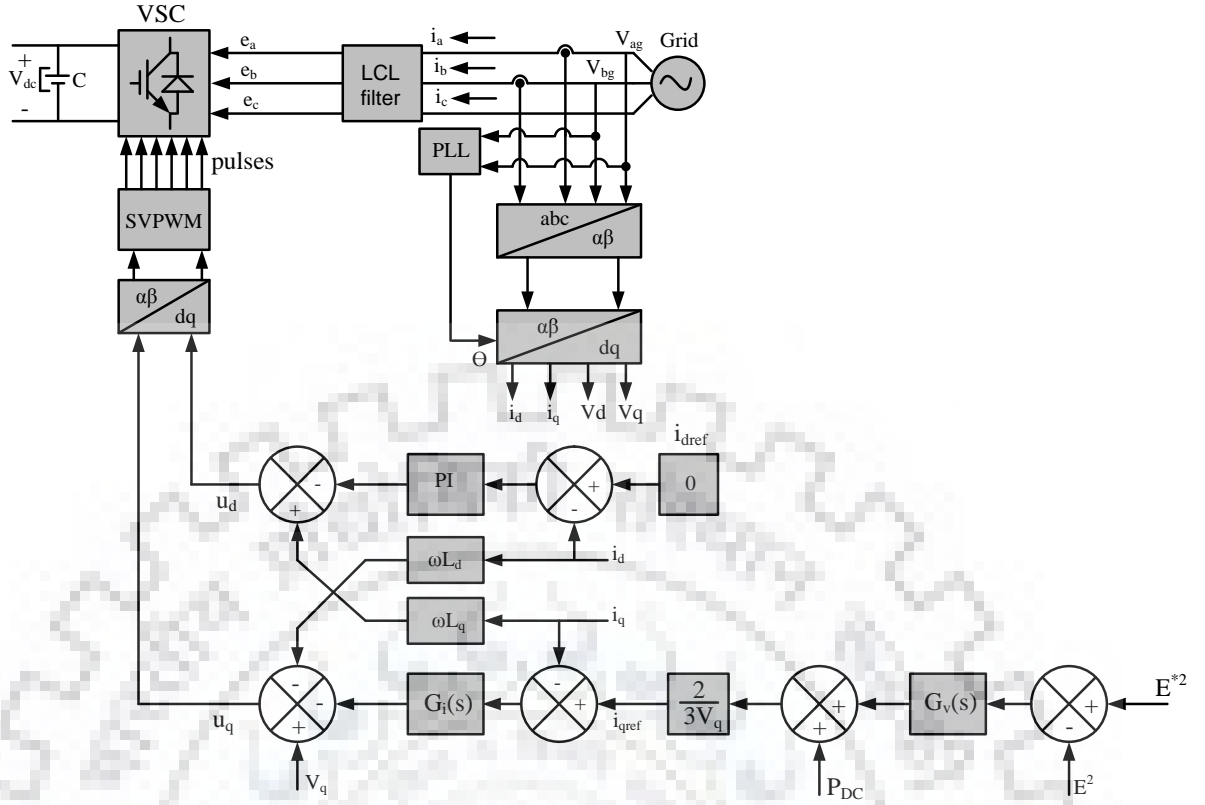 VSC
Grid
+
V_dc
-
C
e_a
e_b
e_c
LCL
filter
i_a
i_b
i_c
V_ag
V_bg
PLL
pulses
SVPWM
abc
αβ
αβ
dq
αβ
dq
Θ
i_d
i_q
Vd
Vq
i_dref
0
+
-
PI
-
+
u_d
ωL_d
i_d
ωL_q
i_q
-
-
+
u_q
V_q
G_i(s)
-
+
i_qref
2
3V_q
+
+
P_DC
G_v(s)
+
-
E^*2
E^2